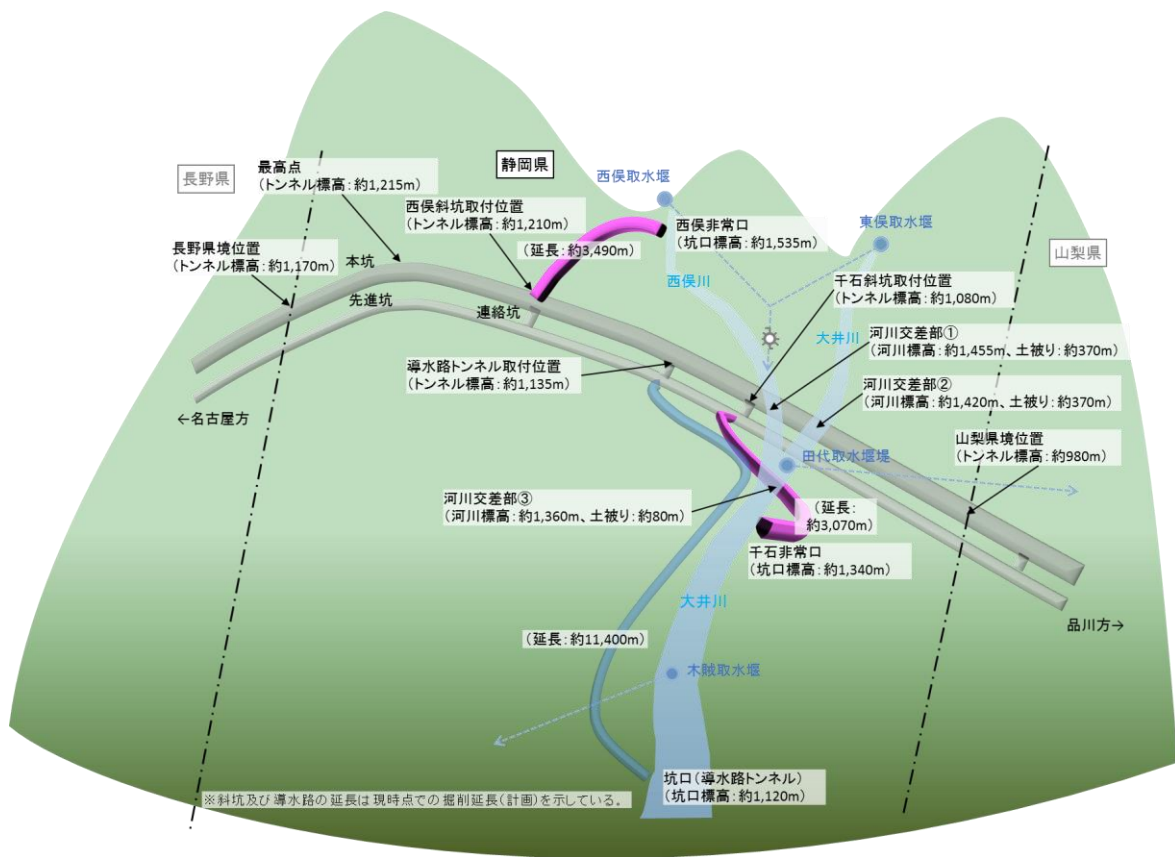 長野県
静岡県
山梨県
最高点
(トンネル標高:約1,215m)
西俣斜坑取付位置
(トンネル標高:約1,210m)
長野県境位置
(トンネル標高:約1,170m)
本坑
先進坑
連絡坑
(延長:約3,490m)
西俣取水堰
西俣非常口
(坑口標高:約1,535m)
東俣取水堰
西俣川
千石斜坑取付位置
(トンネル標高:約1,080m)
大井川
河川交差部①
(河川標高:約1,455m、土被り:約370m)
導水路トンネル取付位置
(トンネル標高:約1,135m)
河川交差部②
(河川標高:約1,420m、土被り:約370m)
←名古屋方
山梨県境位置
(トンネル標高:約980m)
田代取水堰堤
河川交差部③
(河川標高:約1,360m、土被り:約80m)
(延長:
約3,070m)
千石非常口
(坑口標高:約1,340m)
大井川
品川方→
(延長:約11,400m)
木賊取水堰
坑口(導水路トンネル)
(坑口標高:約1,120m)
※斜坑及び導水路の延長は現時点での掘削延長(計画)を示している。